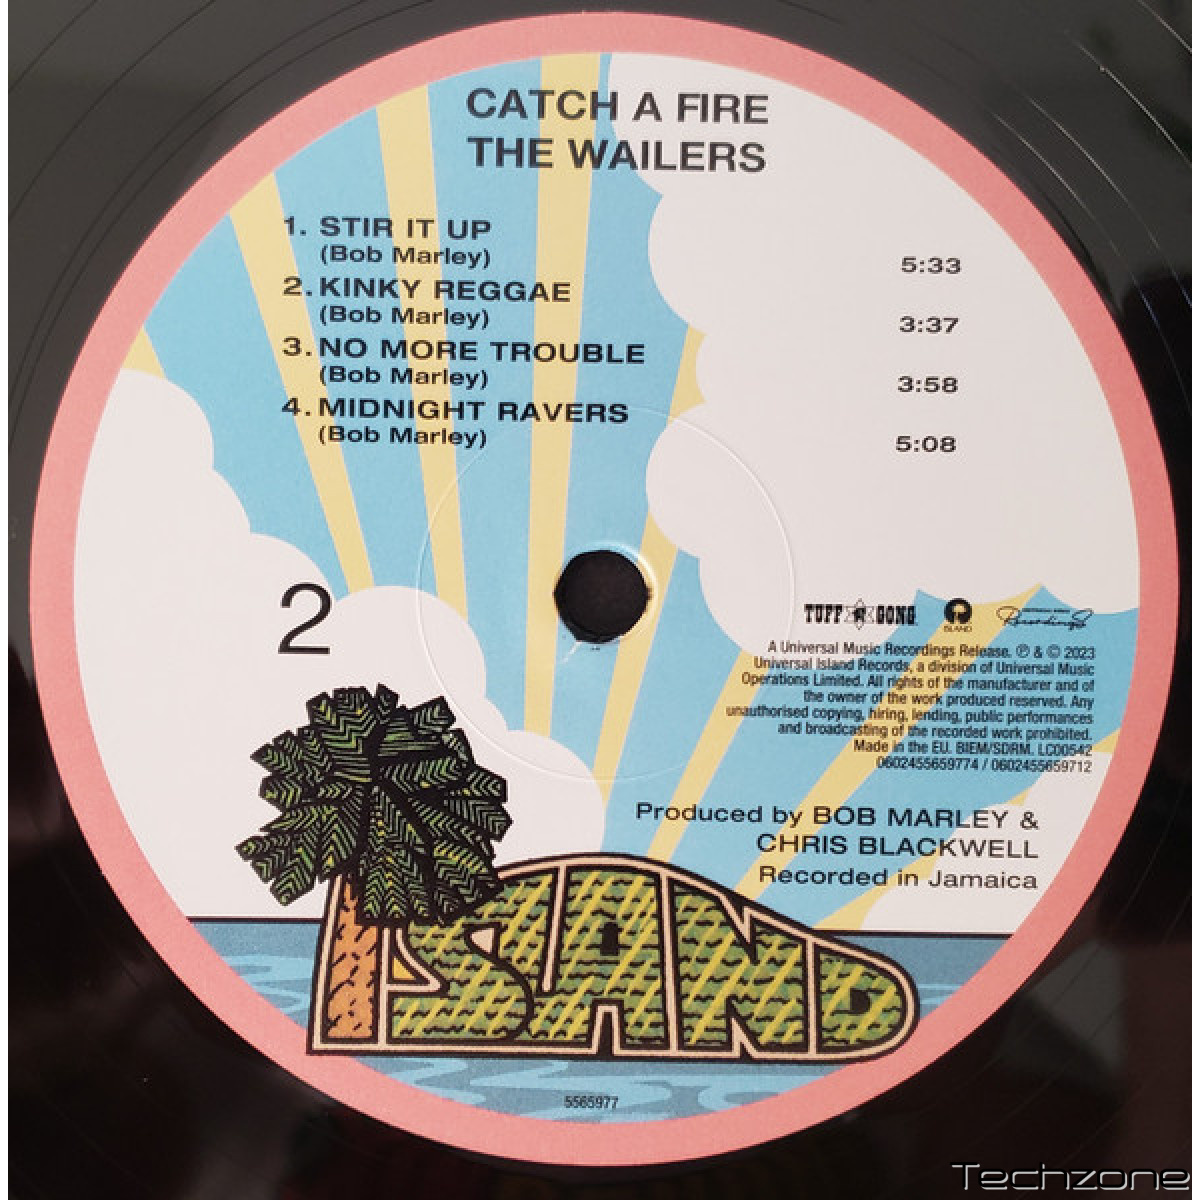 CATCH A FIRE
THE WAILERS
1. STIR IT UP
(Bob Marley)
5:33
2. KINKY REGGAE
(Bob Marley)
3:37
3. NO MORE TROUBLE
(Bob Marley)
3:58
4. MIDNIGHT RAVERS
(Bob Marley)
5:08
2
TUFF GONG
ISLAND
Recordings
A Universal Music Recordings Release. ℗ & © 2023
Universal Island Records, a division of Universal Music
Operations Limited. All rights of the manufacturer and of
the owner of the work produced reserved. Any
unauthorised copying, hiring, lending, public performances
and broadcasting of the recorded work prohibited.
Made in the EU. BIEM/SDRM. LC00542
0602455659774 / 0602455659712
Produced by BOB MARLEY &
CHRIS BLACKWELL
Recorded in Jamaica
ISLAND
5565977
Techzone